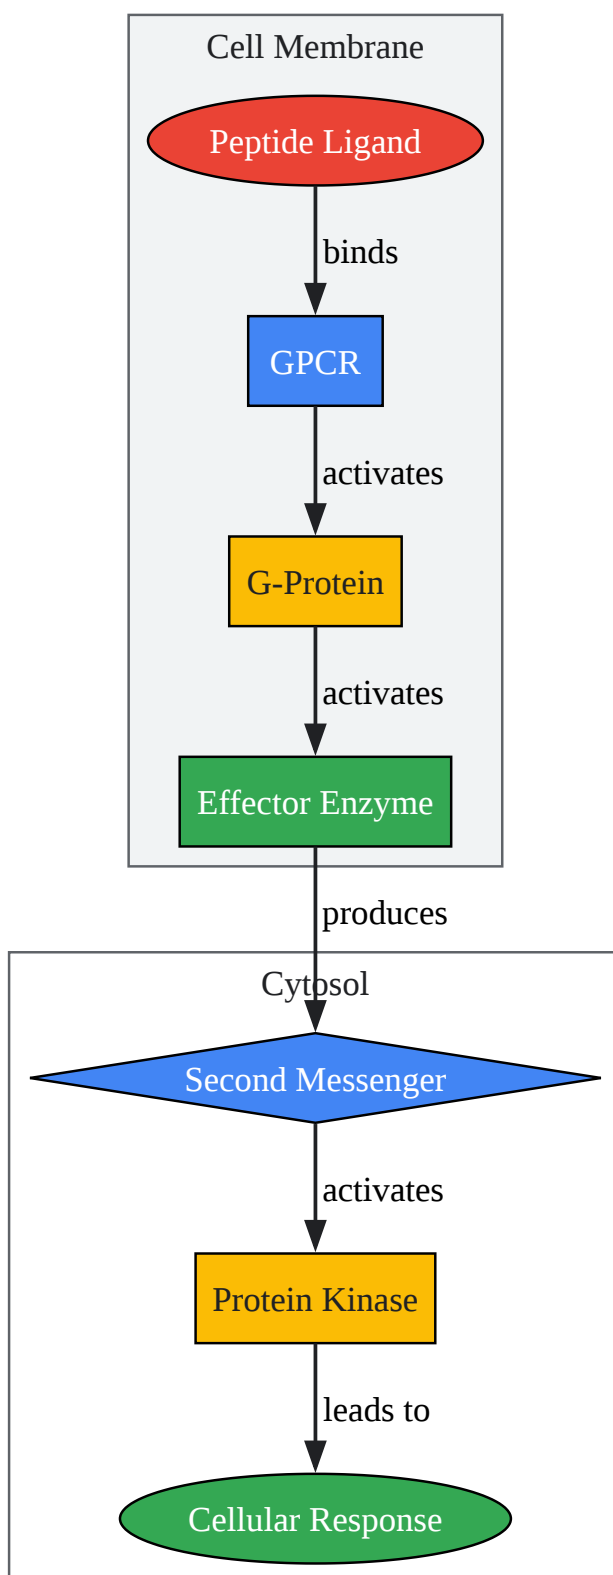 Cell Membrane
Peptide Ligand
binds
GPCR
activates
G-Protein
activates
Effector Enzyme
produces
Cytosol
Second Messenger
activates
Protein Kinase
leads to
Cellular Response